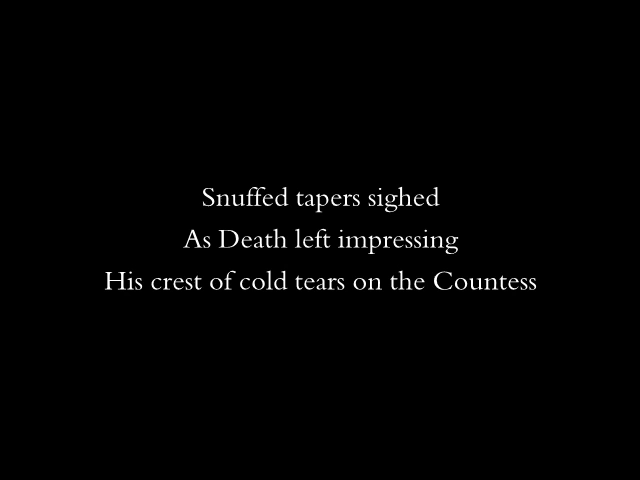 Snuffed tapers sighed
As Death left impressing
His crest of cold tears on the Countess